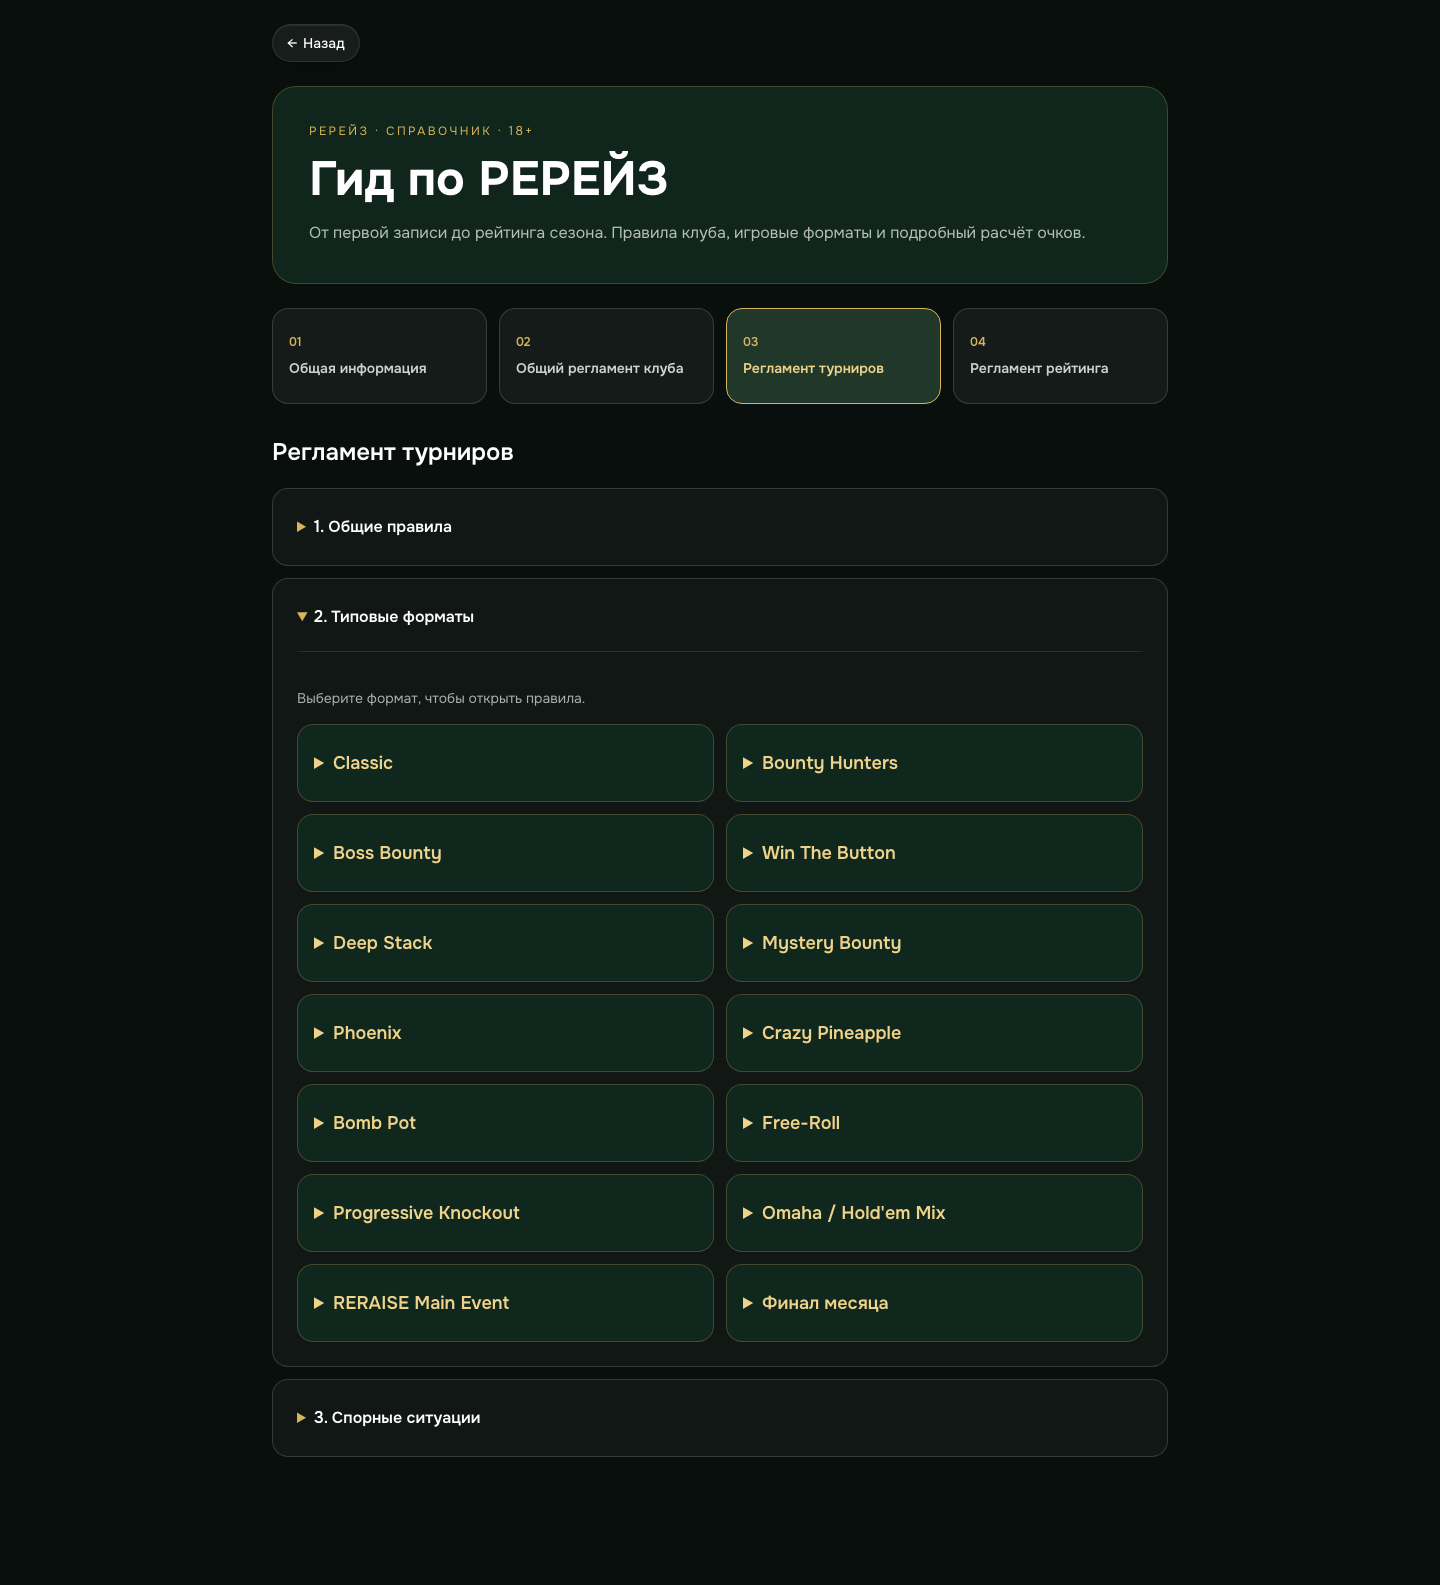 ← Назад
РЕРЕЙЗ · СПРАВОЧНИК · 18+
Гид по РЕРЕЙЗ
От первой записи до рейтинга сезона. Правила клуба, игровые форматы и подробный расчёт очков.
01
Общая информация
02
Общий регламент клуба
03
Регламент турниров
04
Регламент рейтинга
Регламент турниров
1. Общие правила
2. Типовые форматы
Выберите формат, чтобы открыть правила.
Classic
Bounty Hunters
Boss Bounty
Win The Button
Deep Stack
Mystery Bounty
Phoenix
Crazy Pineapple
Bomb Pot
Free-Roll
Progressive Knockout
Omaha / Hold'em Mix
RERAISE Main Event
Финал месяца
3. Спорные ситуации